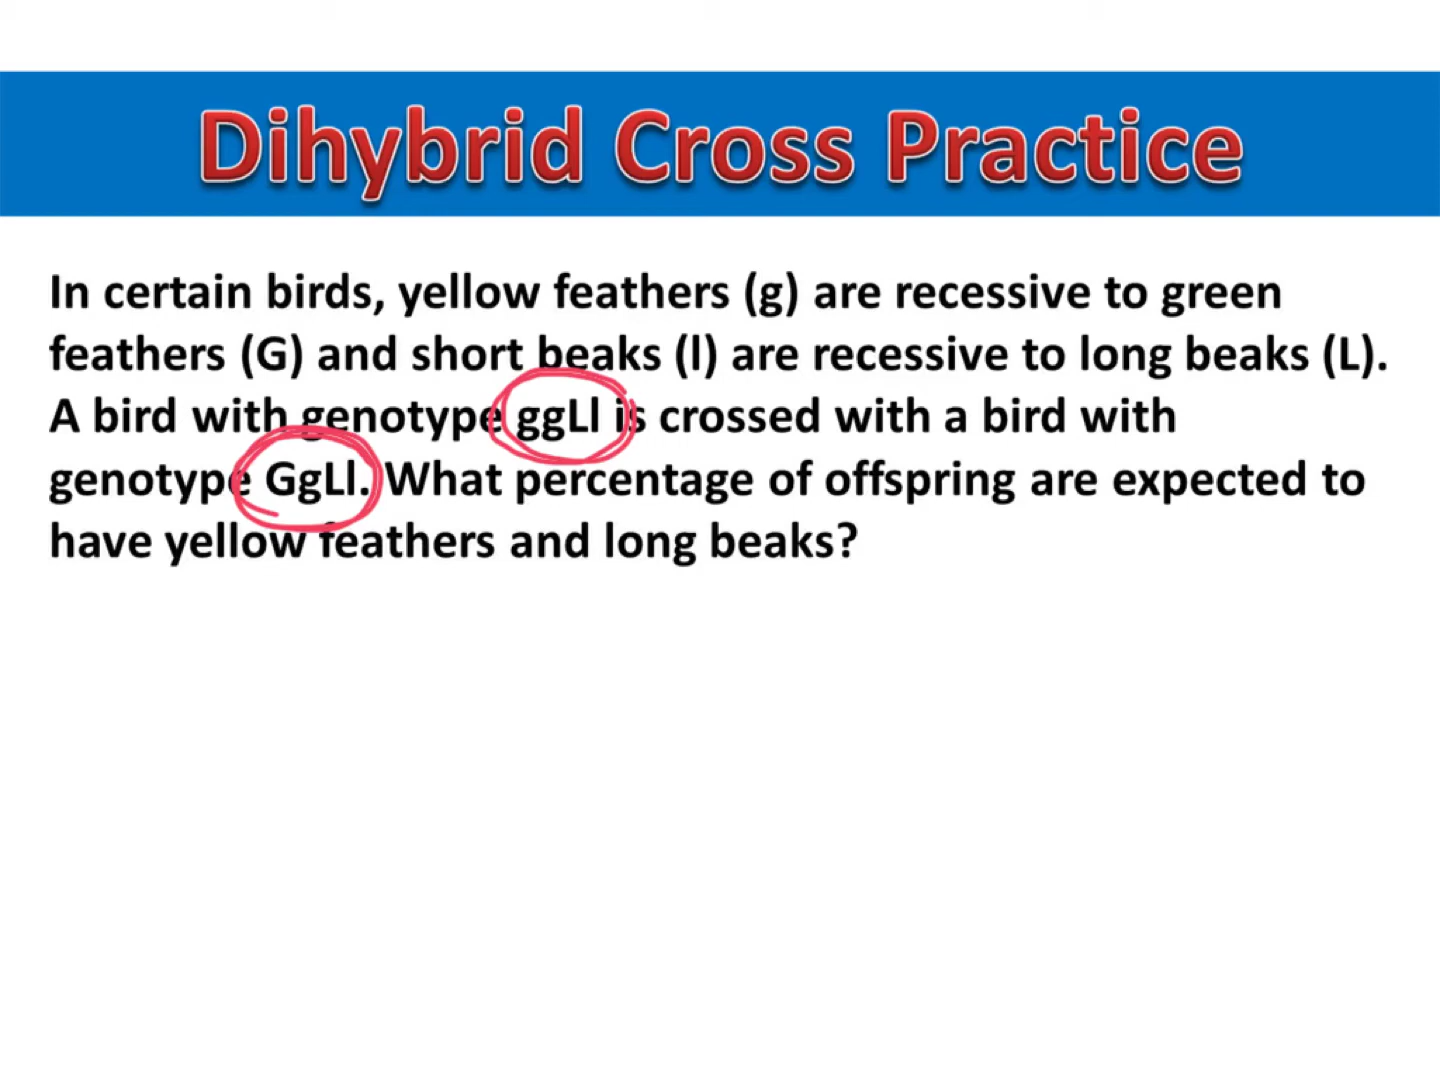 Dihybrid Cross Practice
In certain birds, yellow feathers (g) are recessive to green
feathers (G) and short beaks (l) are recessive to long beaks (L).
A bird with genotype ggLl is crossed with a bird with
genotype GgLl. What percentage of offspring are expected to
have yellow feathers and long beaks?